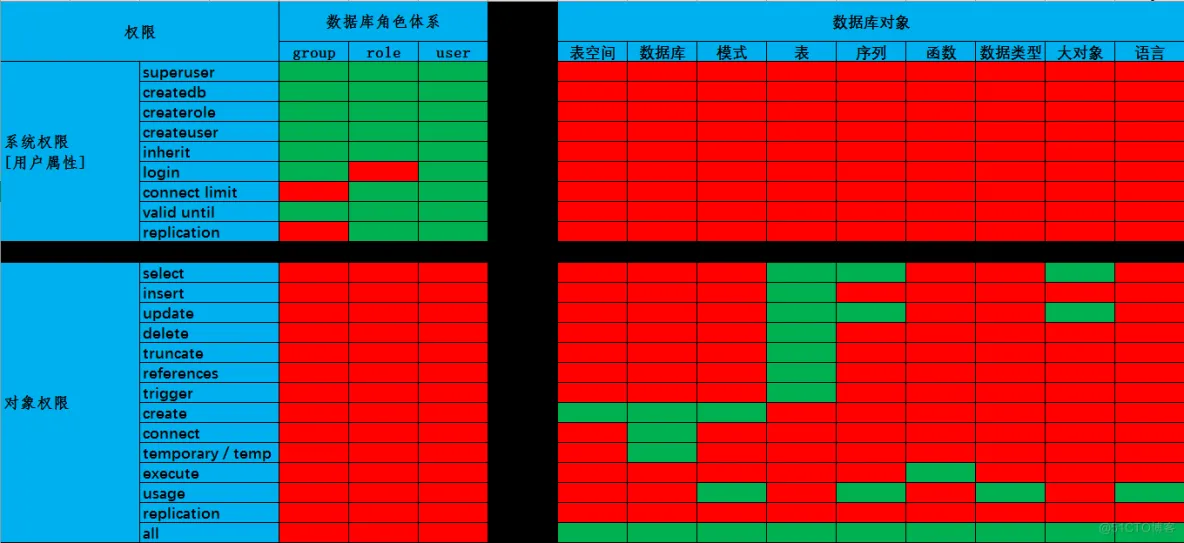 权限 数据库角色体系 数据库对象
group role user 表空间 数据库 模式 表 序列 函数 数据类型 大对象 语言
系统权限
[用户属性]
superuser
createdb
createrole
createuser
inherit
login
connect limit
valid until
replication
对象权限
select
insert
update
delete
truncate
references
trigger
create
connect
temporary / temp
execute
usage
replication
all
@51CTO博客